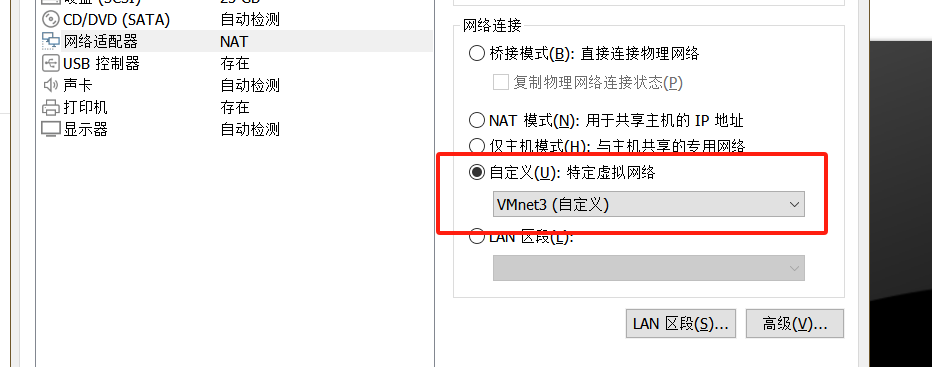 CD/DVD (SATA) 自动检测
网络适配器 NAT
USB 控制器 存在
声卡 自动检测
打印机 存在
显示器 自动检测
网络连接
桥接模式(B): 直接连接物理网络
复制物理网络连接状态(P)
NAT 模式(N): 用于共享主机的 IP 地址
仅主机模式(H): 与主机共享的专用网络
自定义(U): 特定虚拟网络
VMnet3 (自定义)
LAN 区段(L):
LAN 区段(S)... 高级(V)...